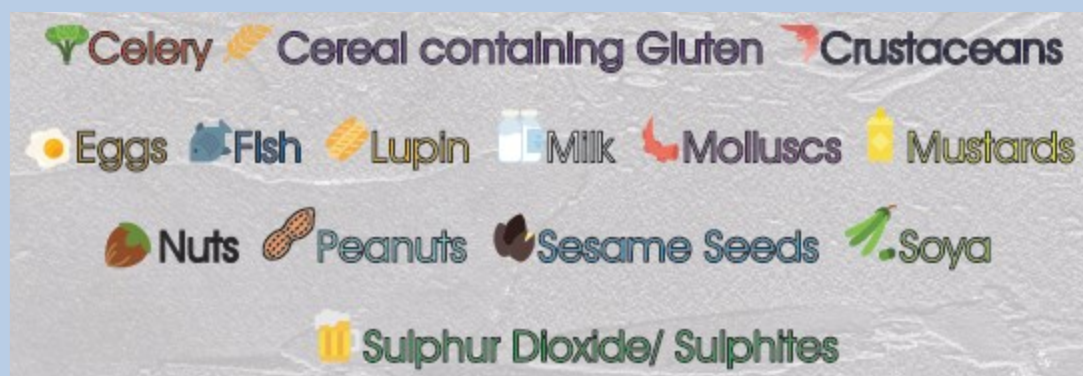 Celery Cereal containing Gluten Crustaceans
Eggs Fish Lupin Milk Molluscs Mustards
Nuts Peanuts Sesame Seeds Soya
Sulphur Dioxide/ Sulphites